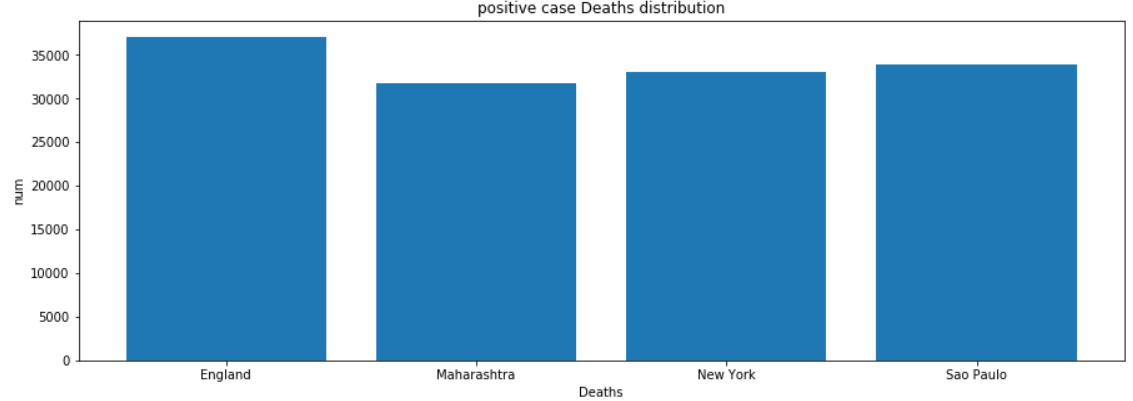 positive case Deaths distribution
35000
30000
25000
20000
15000
10000
5000
0
num
England Maharashtra New York Sao Paulo
Deaths